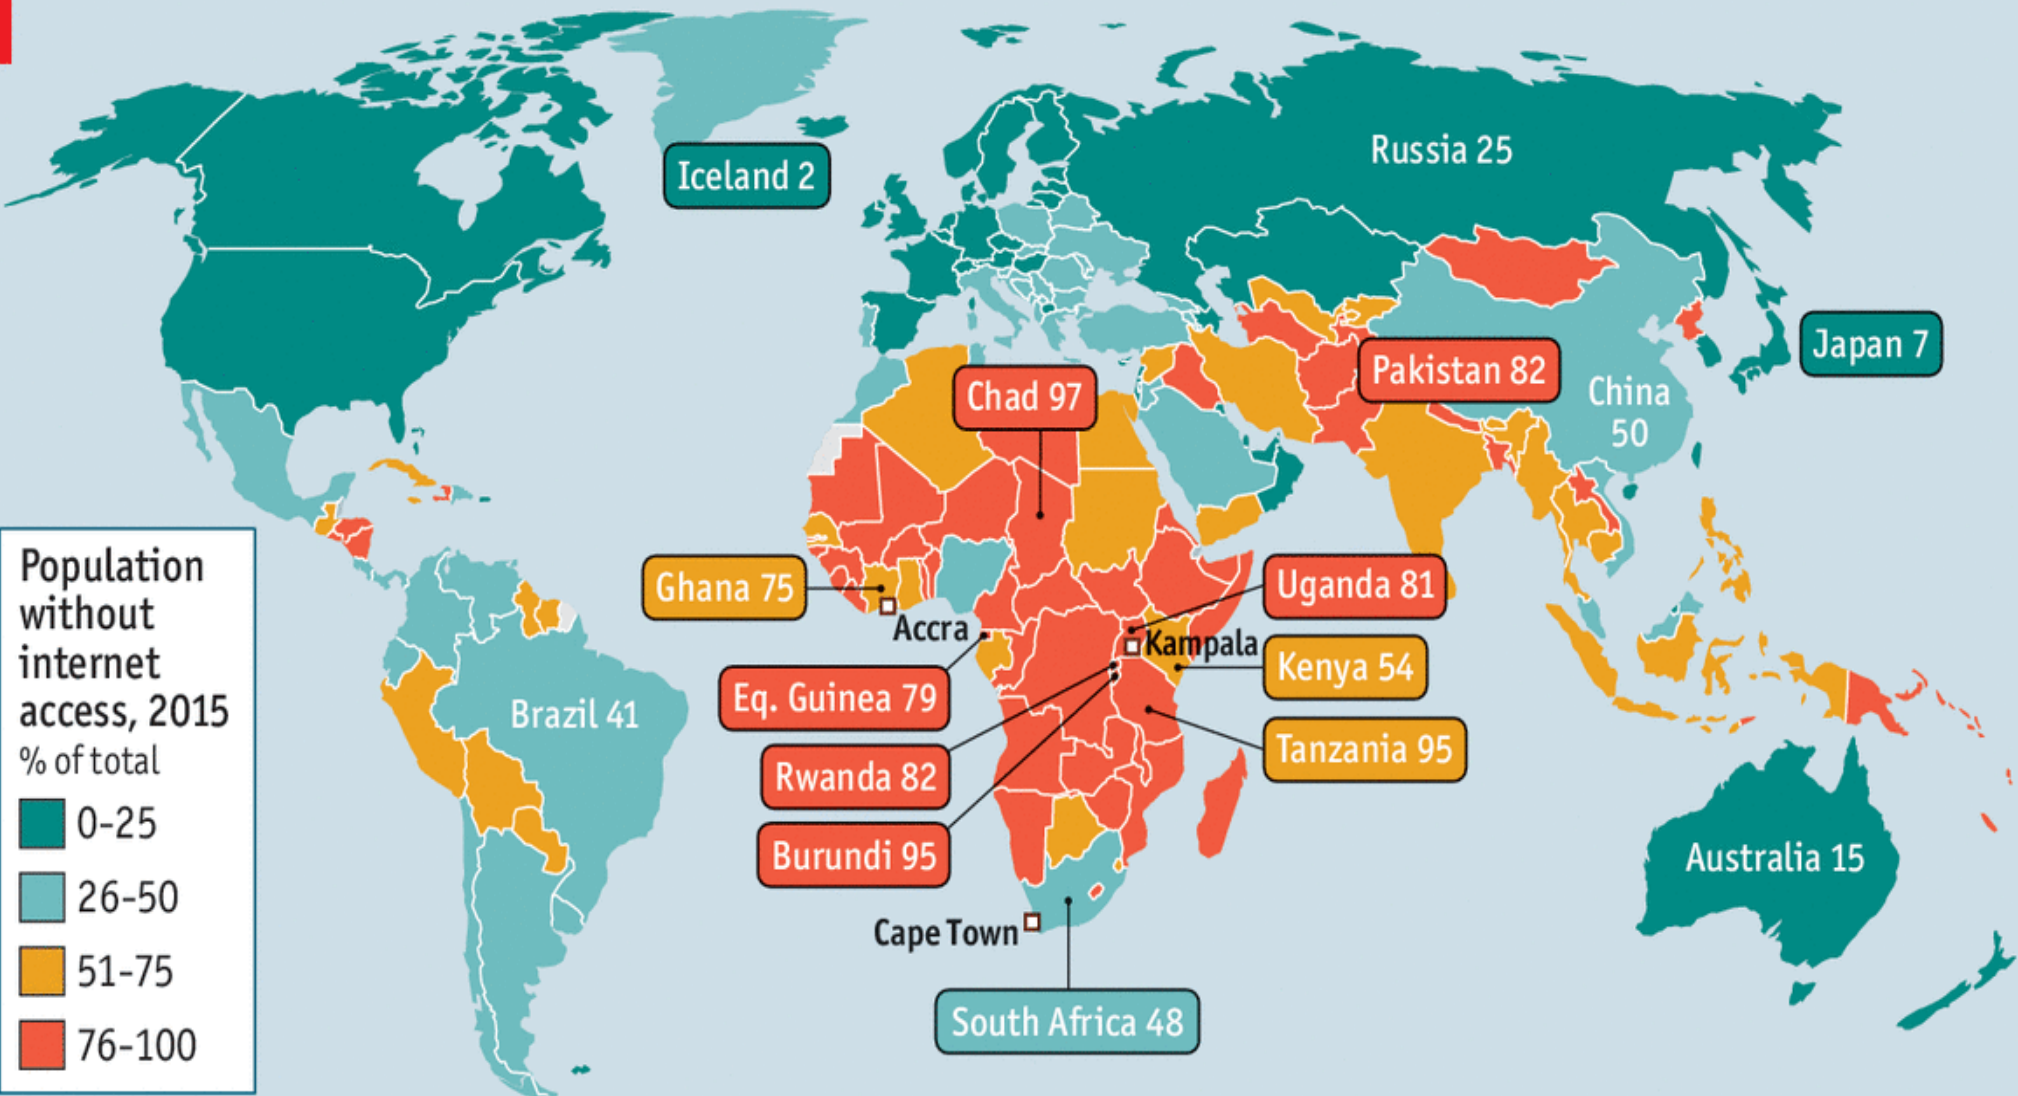 Iceland 2
Russia 25
Japan 7
Pakistan 82
Chad 97
China
50
Population
without
internet
access, 2015
% of total
0-25
26-50
51-75
76-100
Ghana 75
Accra
Uganda 81
Kampala
Kenya 54
Eq. Guinea 79
Brazil 41
Rwanda 82
Tanzania 95
Burundi 95
Australia 15
Cape Town
South Africa 48